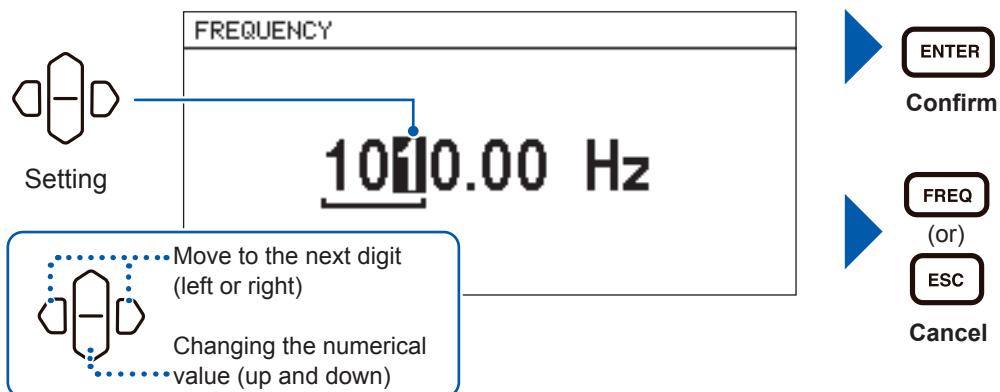 FREQUENCY
ENTER
Confirm
Setting
1010.00 Hz
FREQ
(or)
ESC
Cancel
Move to the next digit
(left or right)
Changing the numerical
value (up and down)